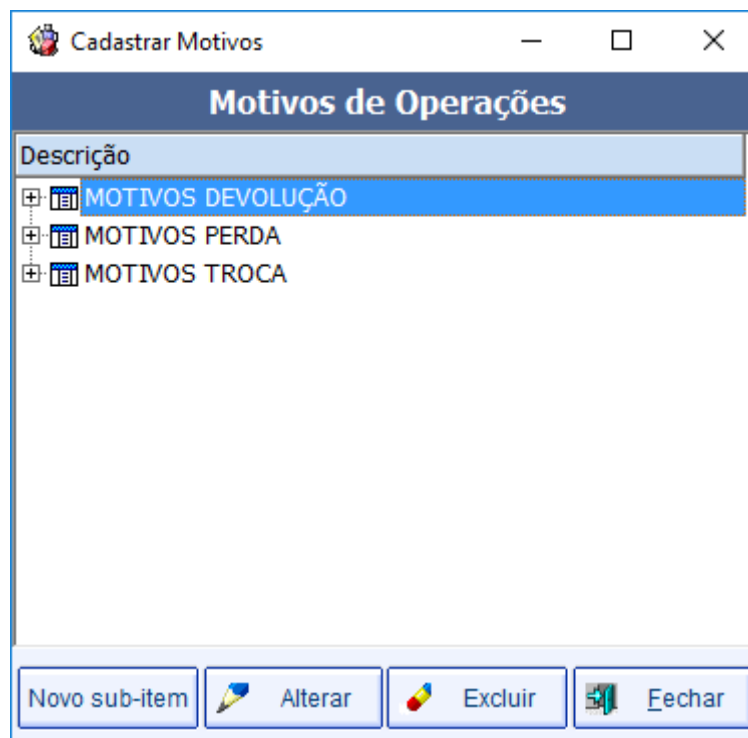 Cadastrar Motivos
Motivos de Operações
Descrição
MOTIVOS DEVOLUÇÃO
MOTIVOS PERDA
MOTIVOS TROCA
Novo sub-item Alterar Excluir Fechar